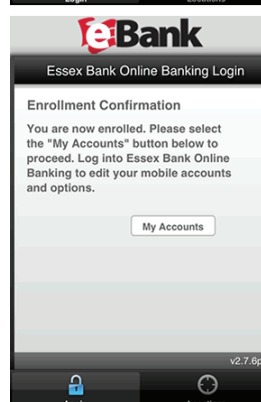 Login Locations
eBank
Essex Bank Online Banking Login
Enrollment Confirmation
You are now enrolled. Please select
the "My Accounts" button below to
proceed. Log into Essex Bank Online
Banking to edit your mobile accounts
and options.
My Accounts
v2.7.6p